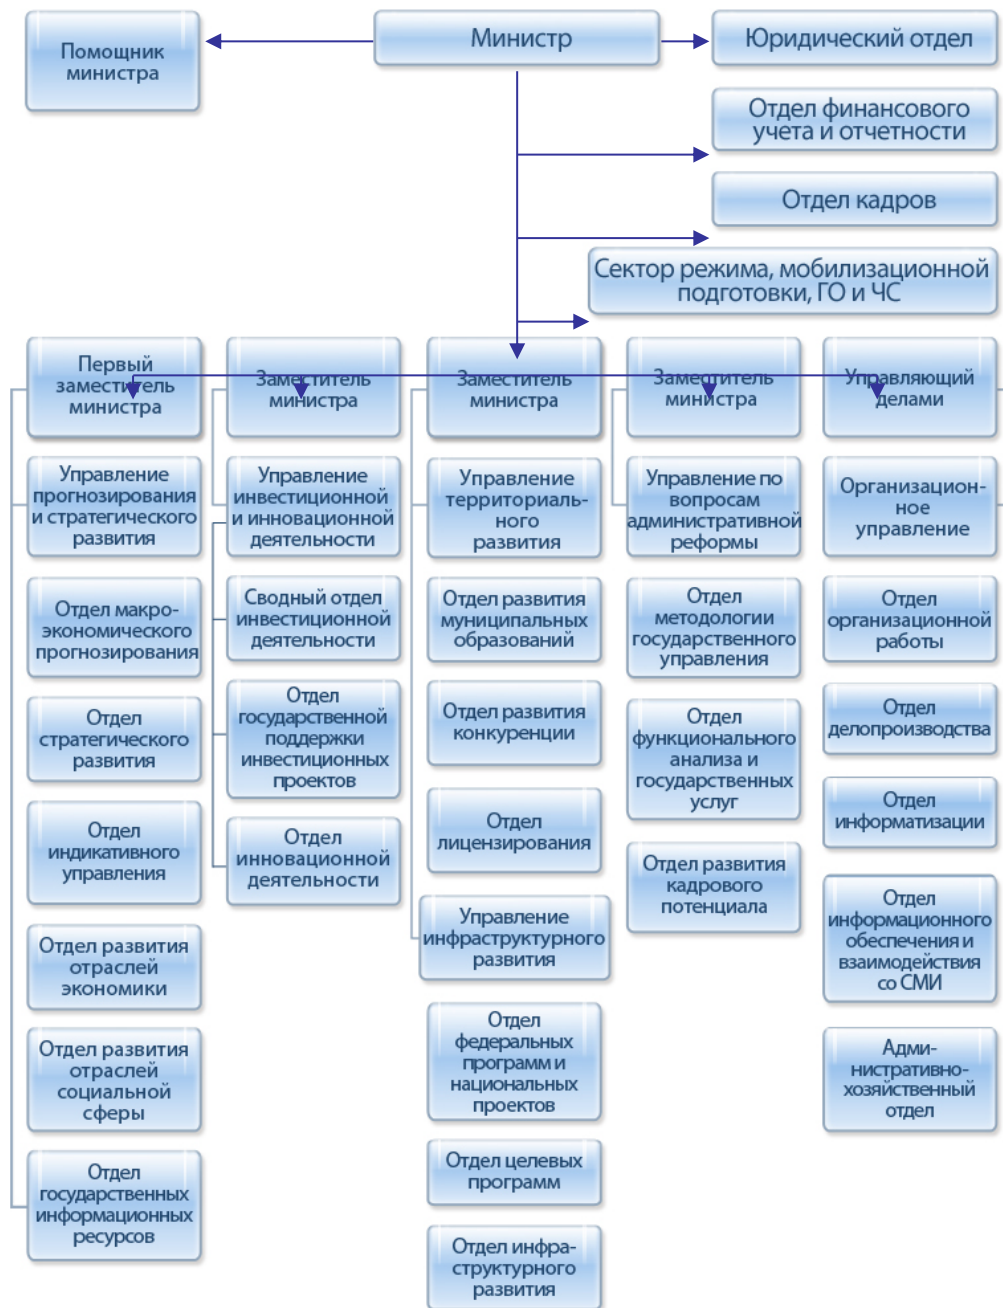 Помощник
министра
Министр
Юридический отдел
Отдел финансового
учета и отчетности
Отдел кадров
Сектор режима, мобилизационной
подготовки, ГО и ЧС
Первый
заместитель
министра
Управление
прогнозирования
и стратегического
развития
Отдел макро-
экономического
прогнозирования
Отдел
стратегического
развития
Отдел
индикативного
управления
Отдел развития
отраслей
экономики
Отдел развития
отраслей
социальной
сферы
Отдел
государственных
информационных
ресурсов
Заместитель
министра
Управление
инвестиционной
и инновационной
деятельности
Сводный отдел
инвестиционной
деятельности
Отдел
государственной
поддержки
инвестиционных
проектов
Отдел
инновационной
деятельности
Заместитель
министра
Управление
территориаль-
ного
развития
Отдел развития
муниципальных
образований
Отдел развития
конкуренции
Отдел
лицензирования
Управление
инфраструктурного
развития
Отдел
федеральных
программ и
национальных
проектов
Отдел целевых
программ
Отдел инфра-
структурного
развития
Заместитель
министра
Управление по
вопросам
административной
реформы
Отдел
методологии
государственного
управления
Отдел
функционального
анализа и
государственных
услуг
Отдел развития
кадрового
потенциала
Управляющий
делами
Организацион-
ное
управление
Отдел
организационной
работы
Отдел
делопроизводства
Отдел
информатизации
Отдел
информационного
обеспечения и
взаимодействия
со СМИ
Адми-
нистративно-
хозяйственный
отдел